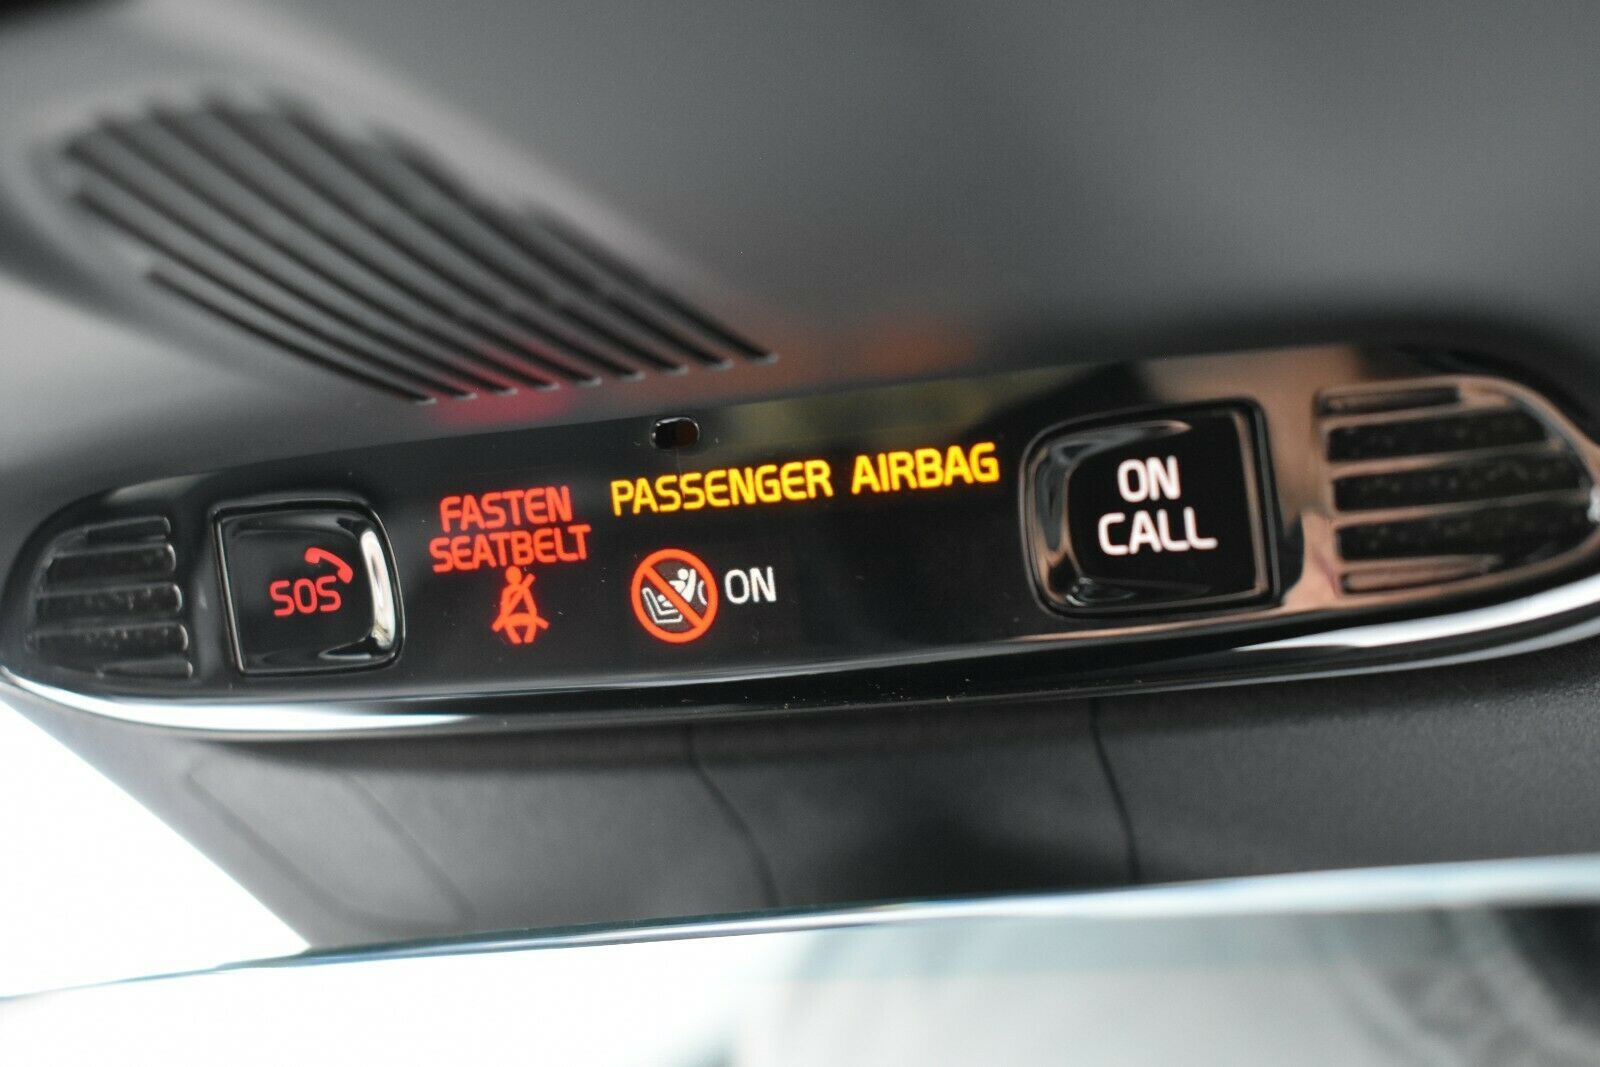 SOS
FASTEN
SEATBELT
PASSENGER AIRBAG
ON
ON
CALL